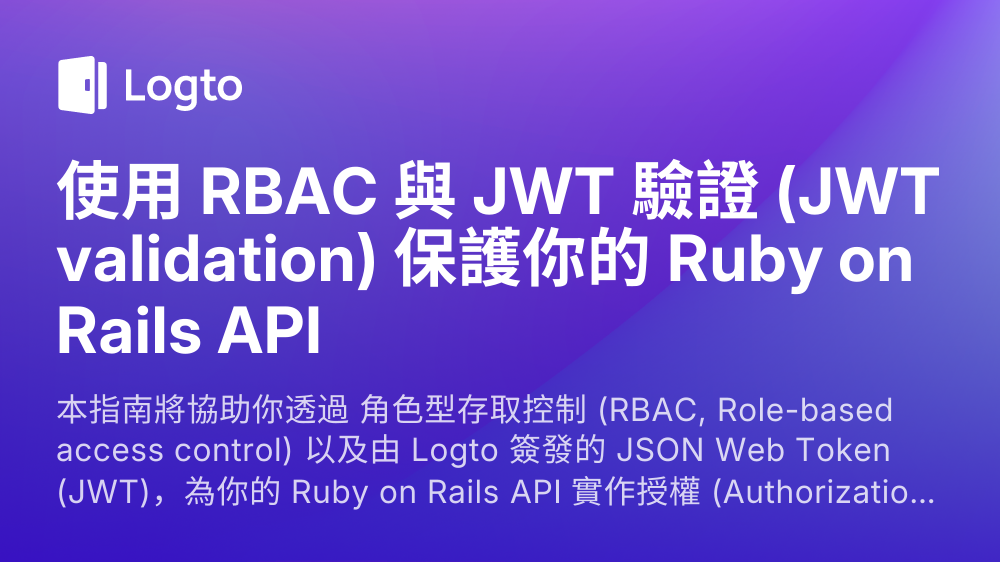 Logto
使用 RBAC 與 JWT 驗證 (JWT
validation) 保護你的 Ruby on
Rails API
本指南將協助你透過 角色型存取控制 (RBAC, Role-based
access control) 以及由 Logto 簽發的 JSON Web Token
(JWT)，為你的 Ruby on Rails API 實作授權 (Authorizatio...